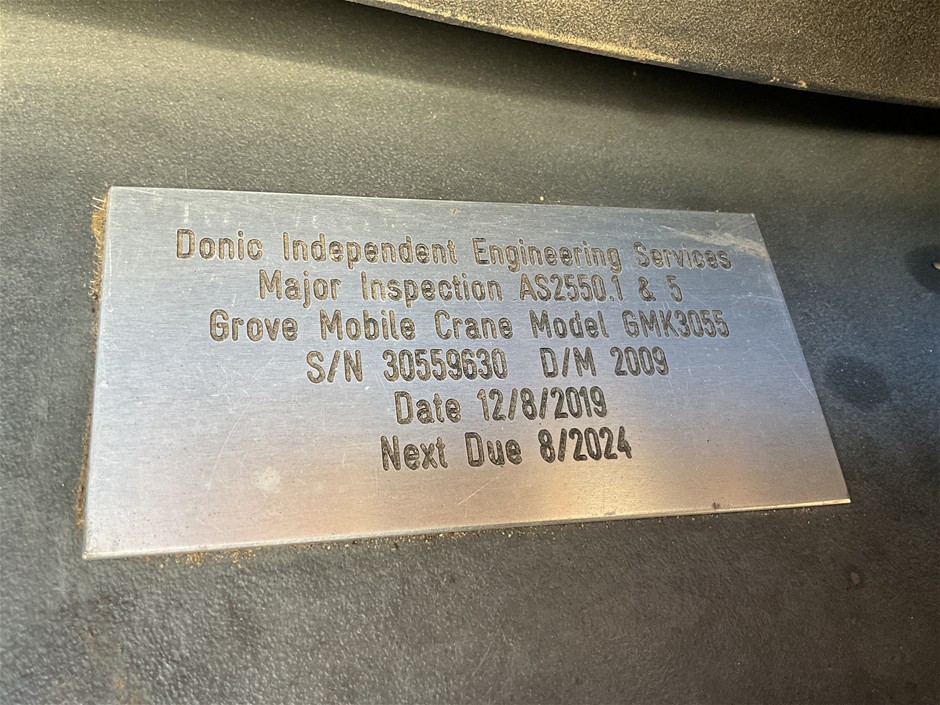 Donic Independent Engineering Services
Major Inspection AS2550.1 & 5
Grove Mobile Crane Model GMK3055
S/N 30559630 D/M 2009
Date 12/8/2019
Next Due 8/2024